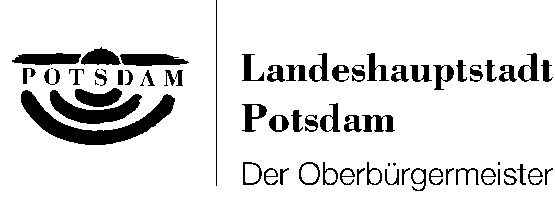 POTSDAM
Landeshauptstadt
Potsdam
Der Oberbürgermeister